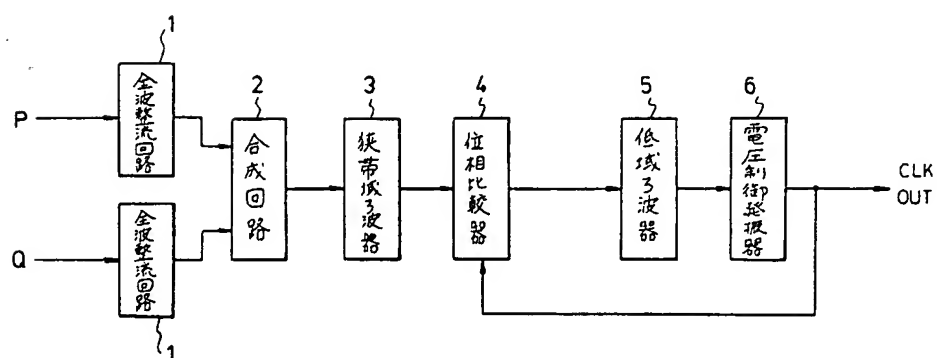 1
P
全波整流回路
2
合成回路
3
狭帯域ろ波器
4
位相比較器
5
低域ろ波器
6
電圧制御発振器
CLK
OUT
Q
全波整流回路
1